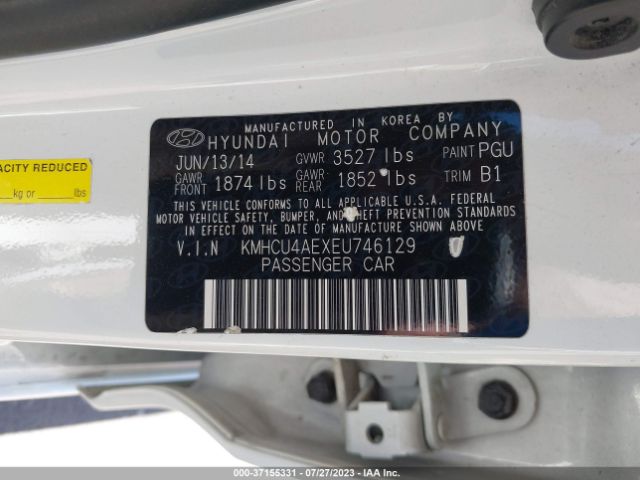 MANUFACTURED IN KOREA BY
HYUNDAI MOTOR COMPANY
JUN/13/14 GVWR 3527 lbs PAINT PGU
GAWR FRONT 1874 lbs GAWR REAR 1852 lbs TRIM B1
THIS VEHICLE CONFORMS TO ALL APPLICABLE U.S.A. FEDERAL
MOTOR VEHICLE SAFETY, BUMPER, AND THEFT PREVENTION STANDARDS
IN EFFECT ON THE DATE OF MANUFACTURE SHOWN ABOVE.
V.I.N KMHCU4AEXEU746129
PASSENGER CAR
ACITY REDUCED
kg or lbs
000-37155331 - 07/27/2023 - COPYRIGHT IAA, LLC